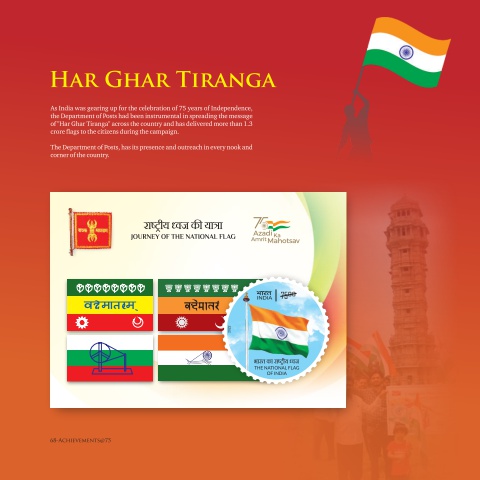 HAR GHAR TIRANGA
As India was gearing up for the celebration of 75 years of Independence,
the Department of Posts had been instrumental in spreading the message
of "Har Ghar Tiranga" across the country and has delivered more than 1.3
crore flags to the citizens during the campaign.
The Department of Posts, has its presence and outreach in every nook and
corner of the country.
राष्ट्रीय ध्वज की यात्रा
JOURNEY OF THE NATIONAL FLAG
75
Azadi Ka
Amrit Mahotsav
वन्देमातरम्
वन्देमातरं
भारत
INDIA
भारत का राष्ट्रीय ध्वज
THE NATIONAL FLAG
OF INDIA
68-ACHIEVEMENTS@75